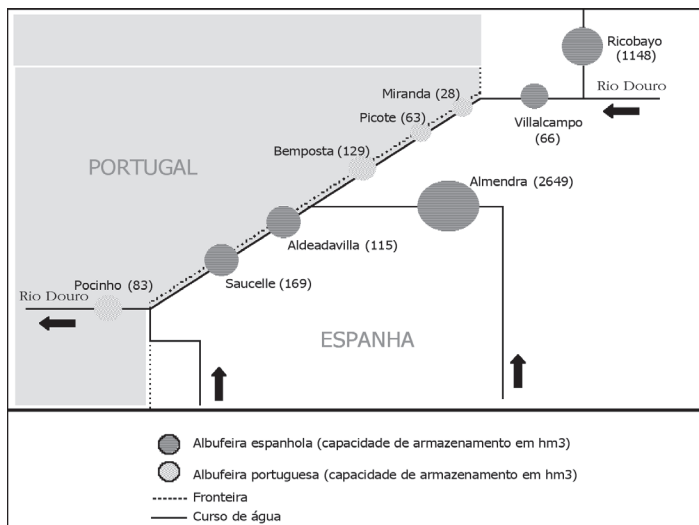 Ricobayo
(1148)
Miranda (28)
Rio Douro
Picote (63)
Villalcampo
(66)
Bemposta (129)
PORTUGAL
Almendra (2649)
Aldeadavilla (115)
Pocinho (83)
Saucelle (169)
Rio Douro
ESPANHA
Albufeira espanhola (capacidade de armazenamento em hm3)
Albufeira portuguesa (capacidade de armazenamento em hm3)
Fronteira
Curso de água